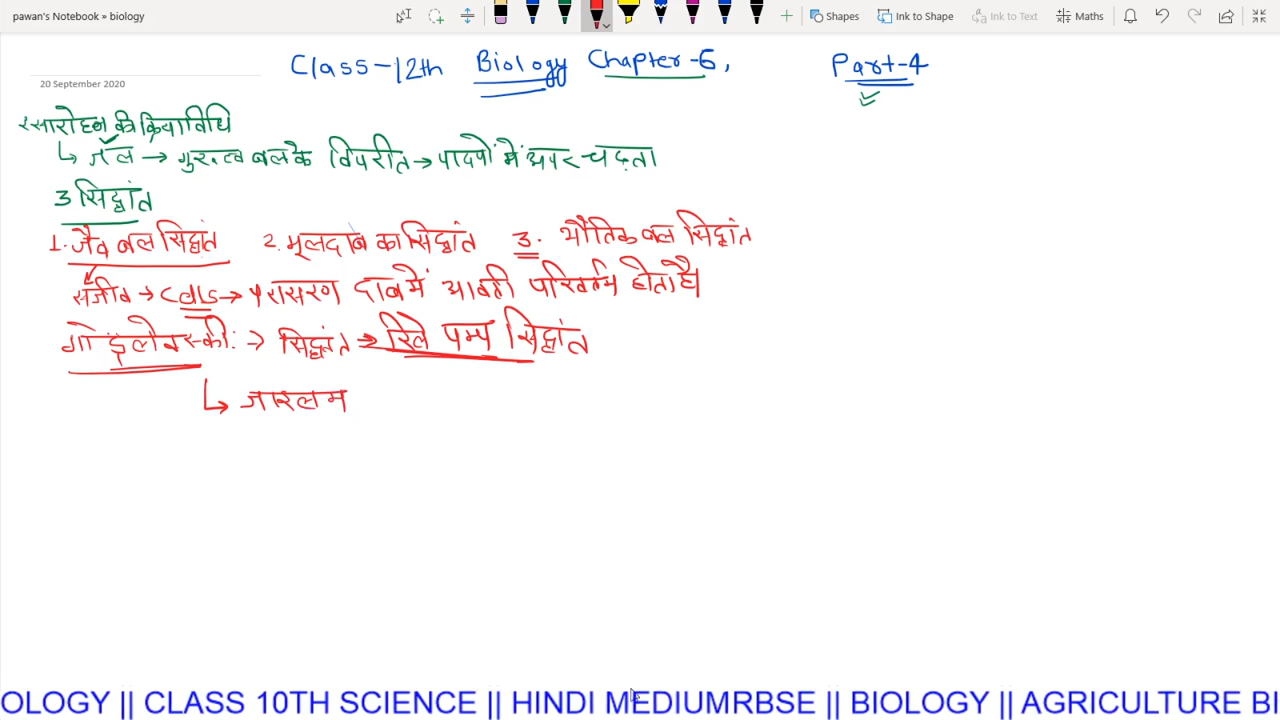 pawan's Notebook » biology
Shapes Ink to Shape Ink to Text Maths
Class-12th Biology Chapter-6, Part-4
20 September 2020
रसारोहण की क्रियाविधि
↳ जल → गुरुत्व बल के विपरीत → पादपों में ऊपर चढ़ता
3 सिद्धांत
1. जैव बल सिद्धांत 2. मूलदाब का सिद्धांत 3. भौतिक बल सिद्धांत
सजीव → Cells → परासरण दाब में आवर्ती परिवर्तन होता है।
गोडलेवस्की: → सिद्धांत → रिले पम्प सिद्धांत
↳ जाइलम
OLOGY || CLASS 10TH SCIENCE || HINDI MEDIUMRBSE || BIOLOGY || AGRICULTURE BI